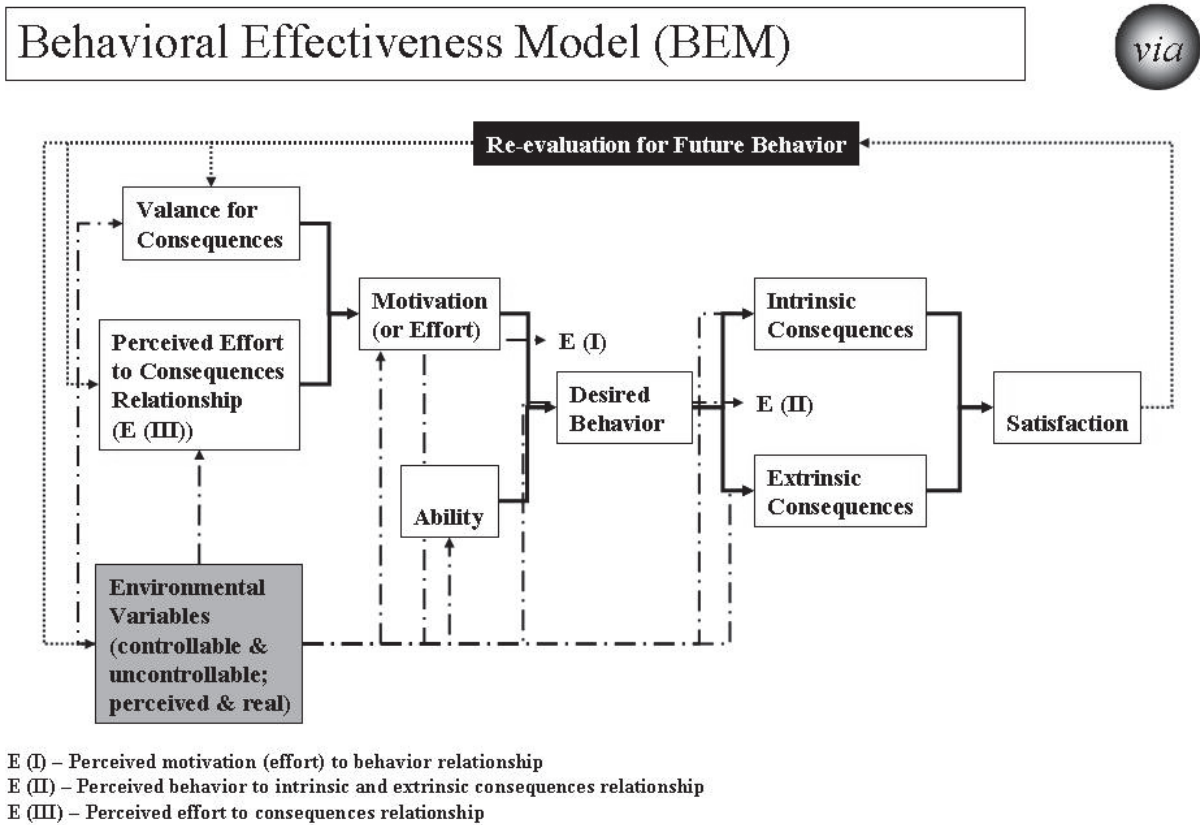 Behavioral Effectiveness Model (BEM)
via
Re-evaluation for Future Behavior
Valance for
Consequences
Motivation
(or Effort)
Intrinsic
Consequences
Perceived Effort
to Consequences
Relationship
(E (III))
E (I)
Desired
Behavior
E (II)
Satisfaction
Extrinsic
Consequences
Ability
Environmental
Variables
(controllable &
uncontrollable;
perceived & real)
E (I) – Perceived motivation (effort) to behavior relationship
E (II) – Perceived behavior to intrinsic and extrinsic consequences relationship
E (III) – Perceived effort to consequences relationship